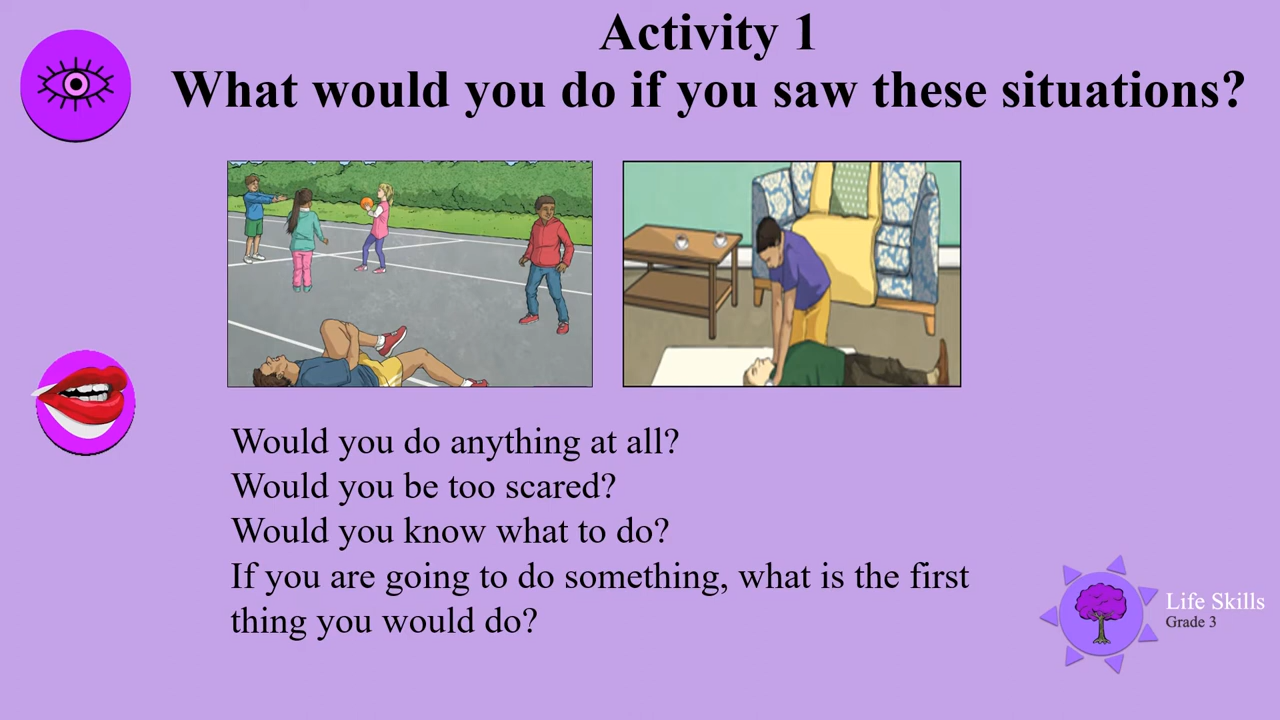 Activity 1
What would you do if you saw these situations?
Would you do anything at all?
Would you be too scared?
Would you know what to do?
If you are going to do something, what is the first
thing you would do?
Life Skills
Grade 3